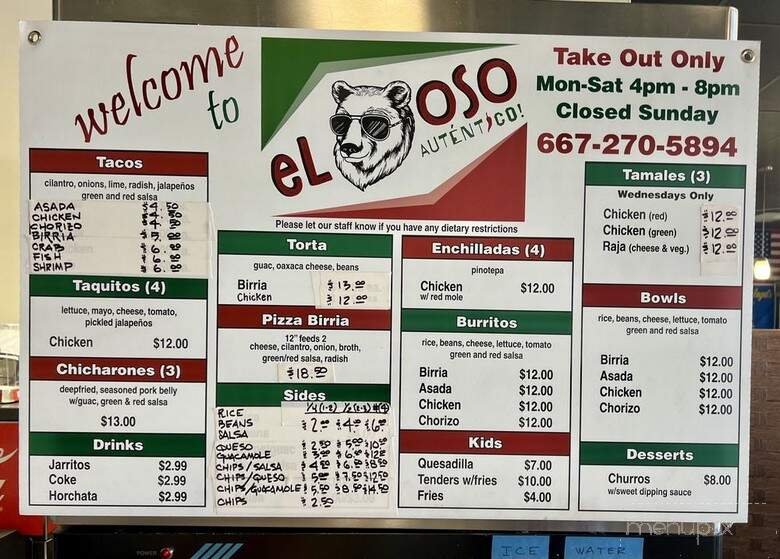 welcome
to
eL OSO
AUTÉNTICO!
Take Out Only
Mon-Sat 4pm - 8pm
Closed Sunday
667-270-5894
Please let our staff know if you have any dietary restrictions
Tacos
cilantro, onions, lime, radish, jalapeños
green and red salsa
ASADA
CHICKEN
CHORIZO
BIRRIA
CRAB
FISH
SHRIMP
Taquitos (4)
lettuce, mayo, cheese, tomato,
pickled jalapeños
Chicken $12.00
Chicharones (3)
deepfried, seasoned pork belly
w/guac, green & red salsa
$13.00
Drinks
Jarritos $2.99
Coke $2.99
Horchata $2.99
Torta
guac, oaxaca cheese, beans
Birria $13.00
Chicken $12.00
Pizza Birria
12" feeds 2
cheese, cilantro, onion, broth,
green/red salsa, radish
$18.50
Sides
RICE
BEANS
SALSA
QUESO
GUACAMOLE
CHIPS/SALSA
CHIPS/QUESO
CHIPS/GUACAMOLE
CHIPS 2.50
Enchilladas (4)
pinotepa
Chicken $12.00
w/ red mole
Burritos
rice, beans, cheese, lettuce, tomato
green and red salsa
Birria $12.00
Asada $12.00
Chicken $12.00
Chorizo $12.00
Kids
Quesadilla $7.00
Tenders w/fries $10.00
Fries $4.00
Tamales (3)
Wednesdays Only
Chicken (red)
Chicken (green)
Raja (cheese & veg.)
Bowls
rice, beans, cheese, lettuce, tomato
green and red salsa
Birria $12.00
Asada $12.00
Chicken $12.00
Chorizo $12.00
Desserts
Churros $8.00
w/sweet dipping sauce
POWER
ICE
WATER
menupix